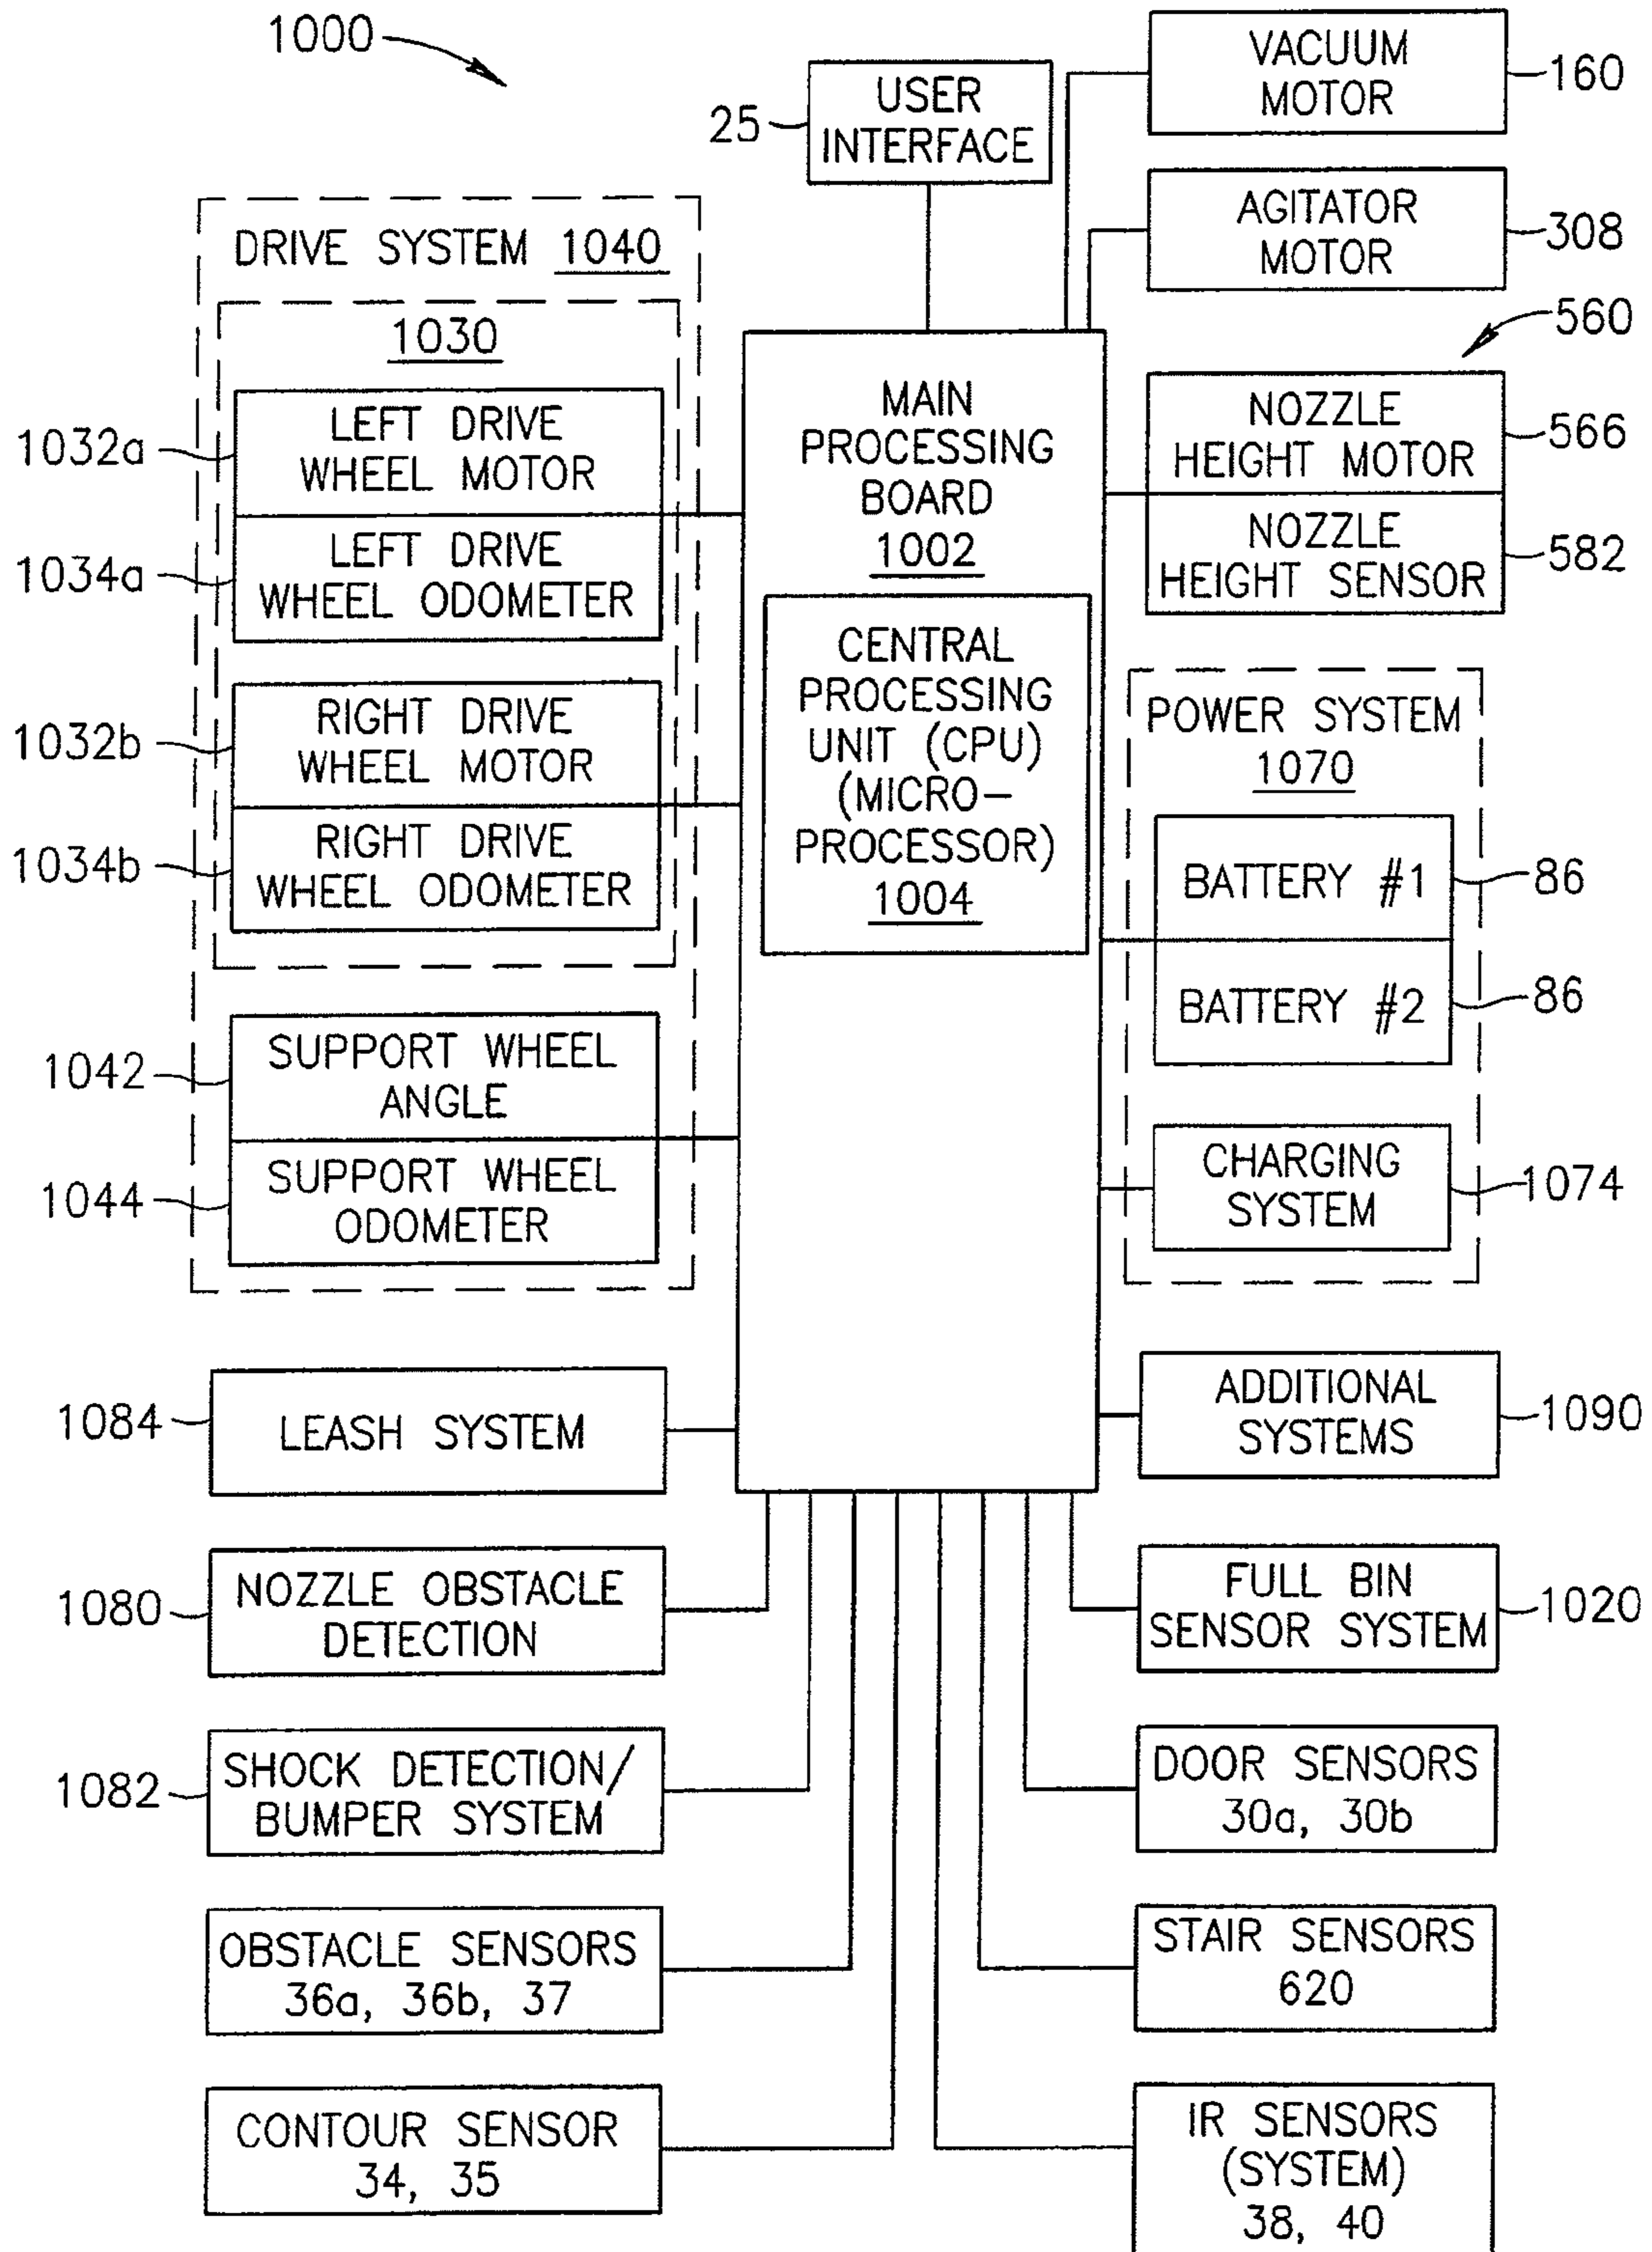 1000
USER
INTERFACE
25
VACUUM
MOTOR
160
AGITATOR
MOTOR
308
560
NOZZLE
HEIGHT MOTOR
566
NOZZLE
HEIGHT SENSOR
582
DRIVE SYSTEM 1040
1030
LEFT DRIVE
WHEEL MOTOR
1032a
LEFT DRIVE
WHEEL ODOMETER
1034a
RIGHT DRIVE
WHEEL MOTOR
1032b
RIGHT DRIVE
WHEEL ODOMETER
1034b
SUPPORT WHEEL
ANGLE
1042
SUPPORT WHEEL
ODOMETER
1044
MAIN
PROCESSING
BOARD
1002
CENTRAL
PROCESSING
UNIT (CPU)
(MICRO-
PROCESSOR)
1004
POWER SYSTEM
1070
BATTERY #1
86
BATTERY #2
86
CHARGING
SYSTEM
1074
1084
LEASH SYSTEM
ADDITIONAL
SYSTEMS
1090
1080
NOZZLE OBSTACLE
DETECTION
FULL BIN
SENSOR SYSTEM
1020
1082
SHOCK DETECTION/
BUMPER SYSTEM
DOOR SENSORS
30a, 30b
OBSTACLE SENSORS
36a, 36b, 37
STAIR SENSORS
620
CONTOUR SENSOR
34, 35
IR SENSORS
(SYSTEM)
38, 40